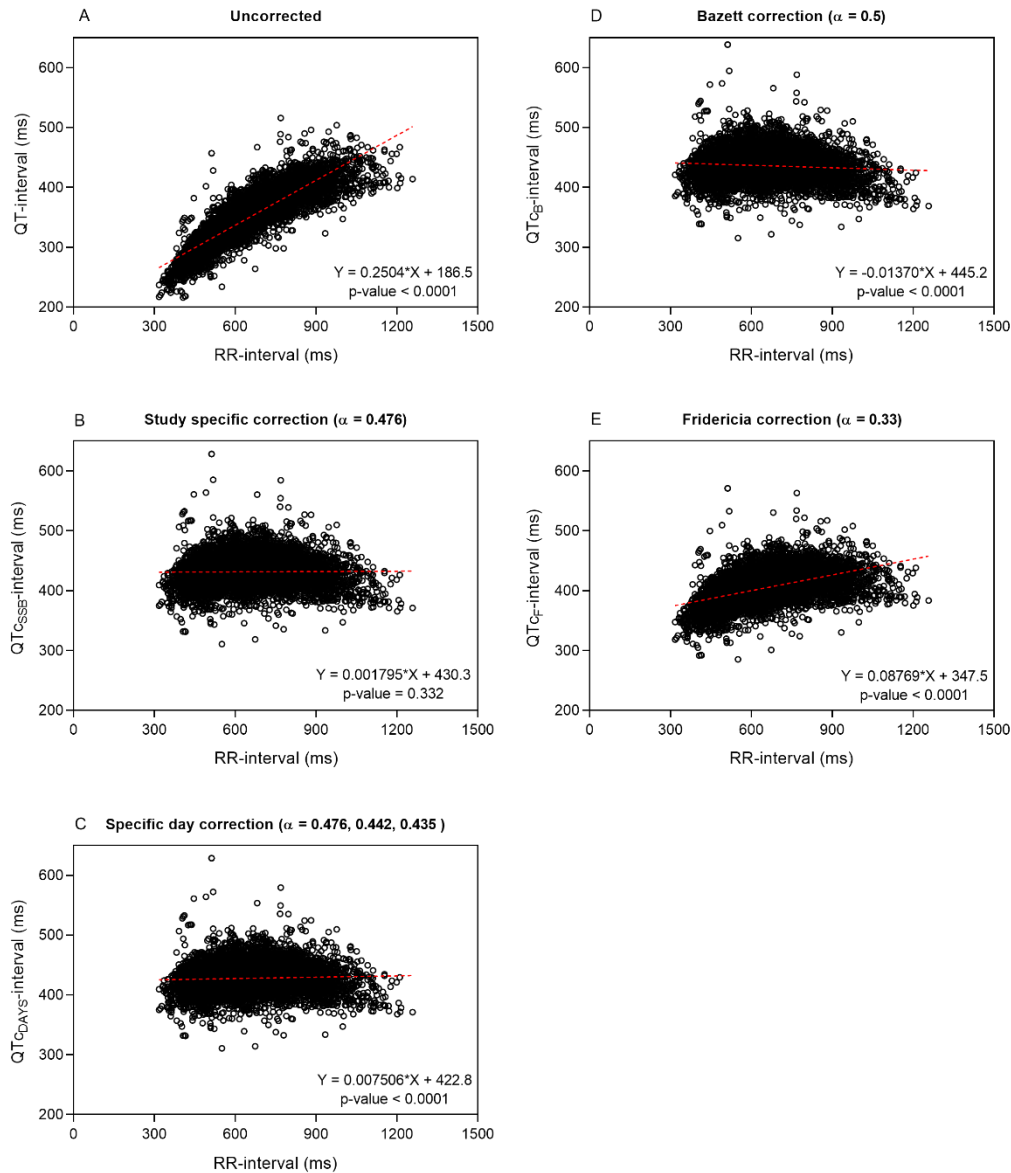 A
Uncorrected
600
500
400
300
200
0
300
600
900
1200
1500
QT-interval (ms)
RR-interval (ms)
Y = 0.2504*X + 186.5
p-value < 0.0001
D
Bazett correction (α = 0.5)
600
500
400
300
200
0
300
600
900
1200
1500
QTcB-interval (ms)
RR-interval (ms)
Y = -0.01370*X + 445.2
p-value < 0.0001
B
Study specific correction (α = 0.476)
600
500
400
300
200
0
300
600
900
1200
1500
QTcSSB-interval (ms)
RR-interval (ms)
Y = 0.001795*X + 430.3
p-value = 0.332
E
Fridericia correction (α = 0.33)
600
500
400
300
200
0
300
600
900
1200
1500
QTcF-interval (ms)
RR-interval (ms)
Y = 0.08769*X + 347.5
p-value < 0.0001
C
Specific day correction (α = 0.476, 0.442, 0.435 )
600
500
400
300
200
100
0
300
600
900
1200
1500
QTcDAYS-interval (ms)
RR-interval (ms)
Y = 0.007506*X + 422.8
p-value < 0.0001